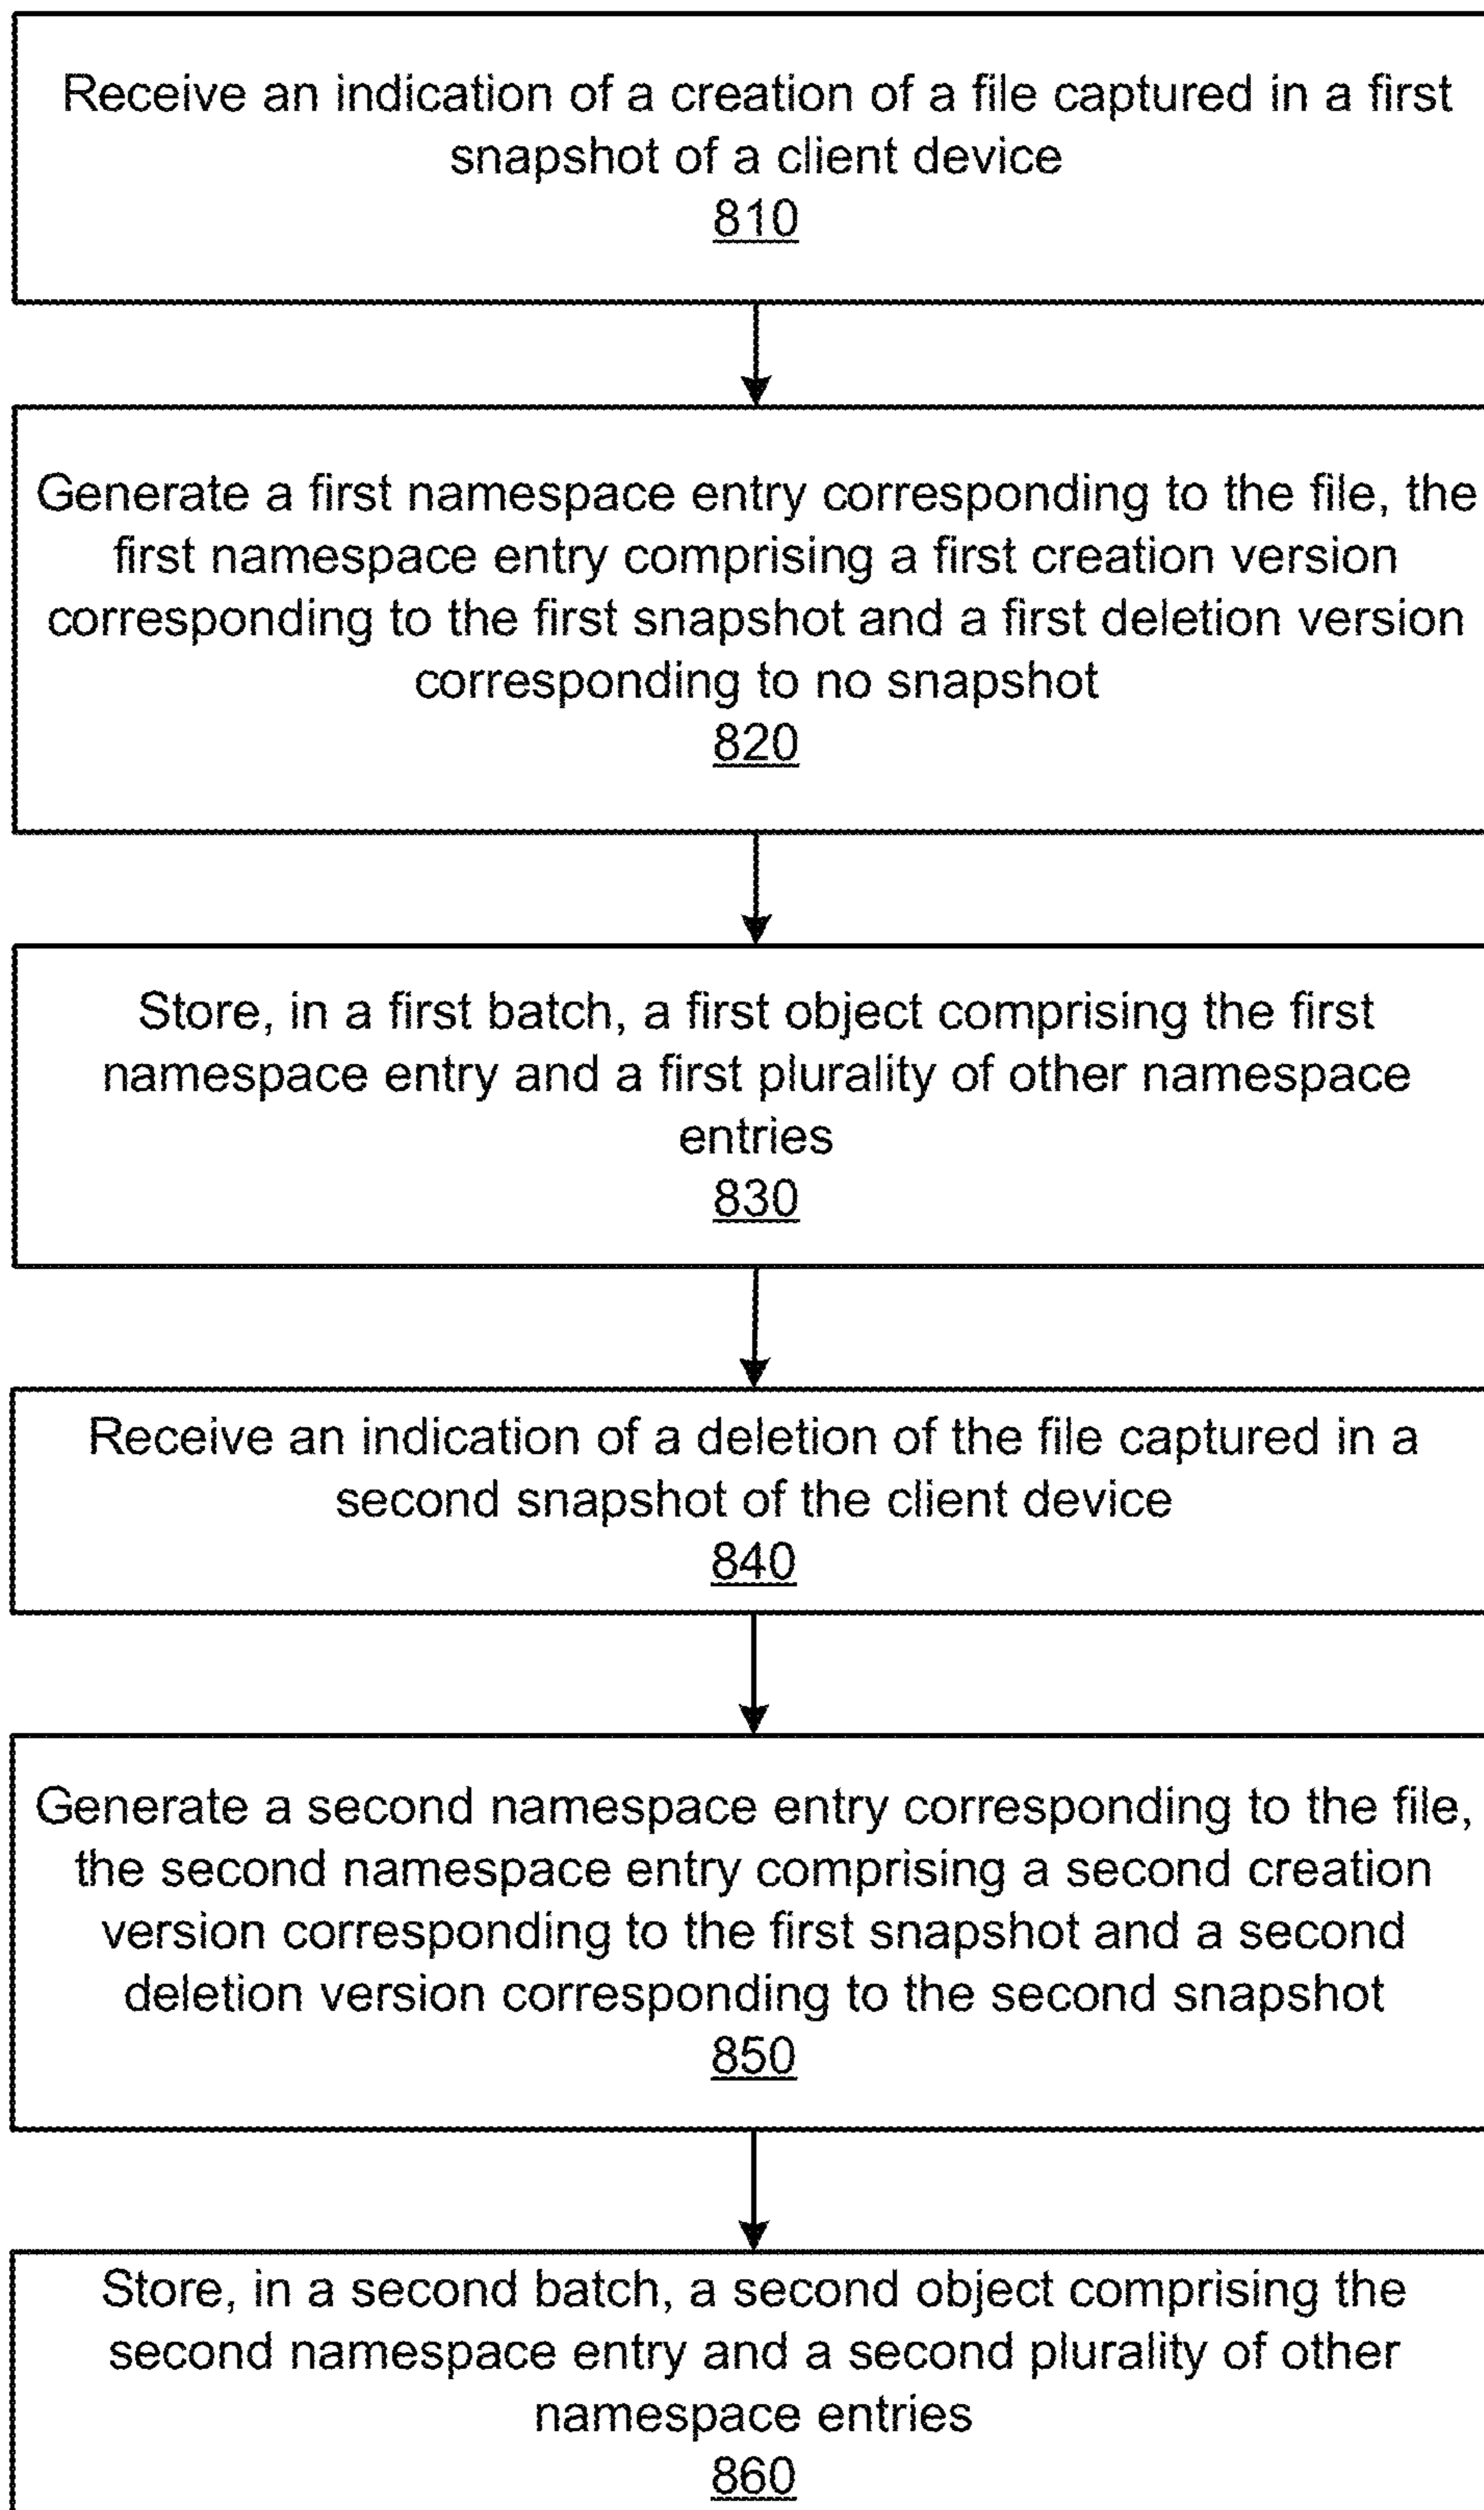 Receive an indication of a creation of a file captured in a first
snapshot of a client device
810
Generate a first namespace entry corresponding to the file, the
first namespace entry comprising a first creation version
corresponding to the first snapshot and a first deletion version
corresponding to no snapshot
820
Store, in a first batch, a first object comprising the first
namespace entry and a first plurality of other namespace
entries
830
Receive an indication of a deletion of the file captured in a
second snapshot of the client device
840
Generate a second namespace entry corresponding to the file,
the second namespace entry comprising a second creation
version corresponding to the first snapshot and a second
deletion version corresponding to the second snapshot
850
Store, in a second batch, a second object comprising the
second namespace entry and a second plurality of other
namespace entries
860